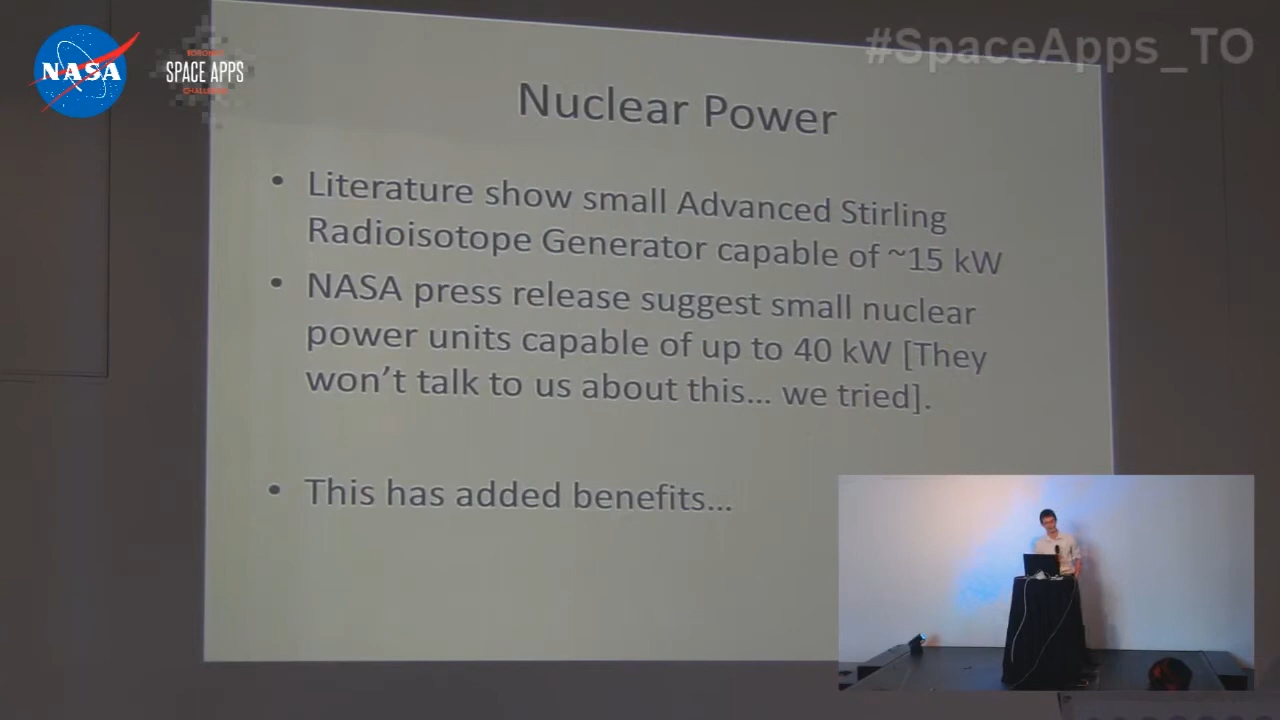 NASA
TORONTO
SPACE APPS
CHALLENGE
#SpaceApps_TO
Nuclear Power
• Literature show small Advanced Stirling
Radioisotope Generator capable of ~15 kW
• NASA press release suggest small nuclear
power units capable of up to 40 kW [They
won’t talk to us about this... we tried].
• This has added benefits...